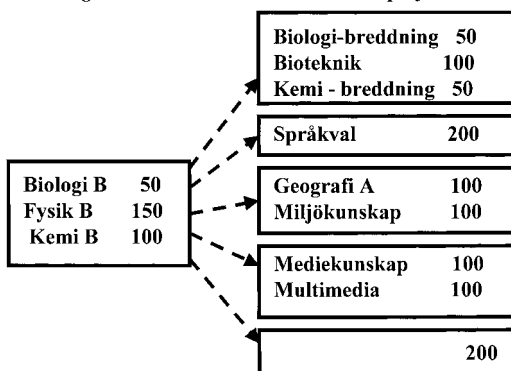 Biologi-breddning 50
Bioteknik 100
Kemi - breddning 50
Språkval 200
Biologi B 50
Fysik B 150
Kemi B 100
Geografi A 100
Miljökunskap 100
Mediekunskap 100
Multimedia 100
200